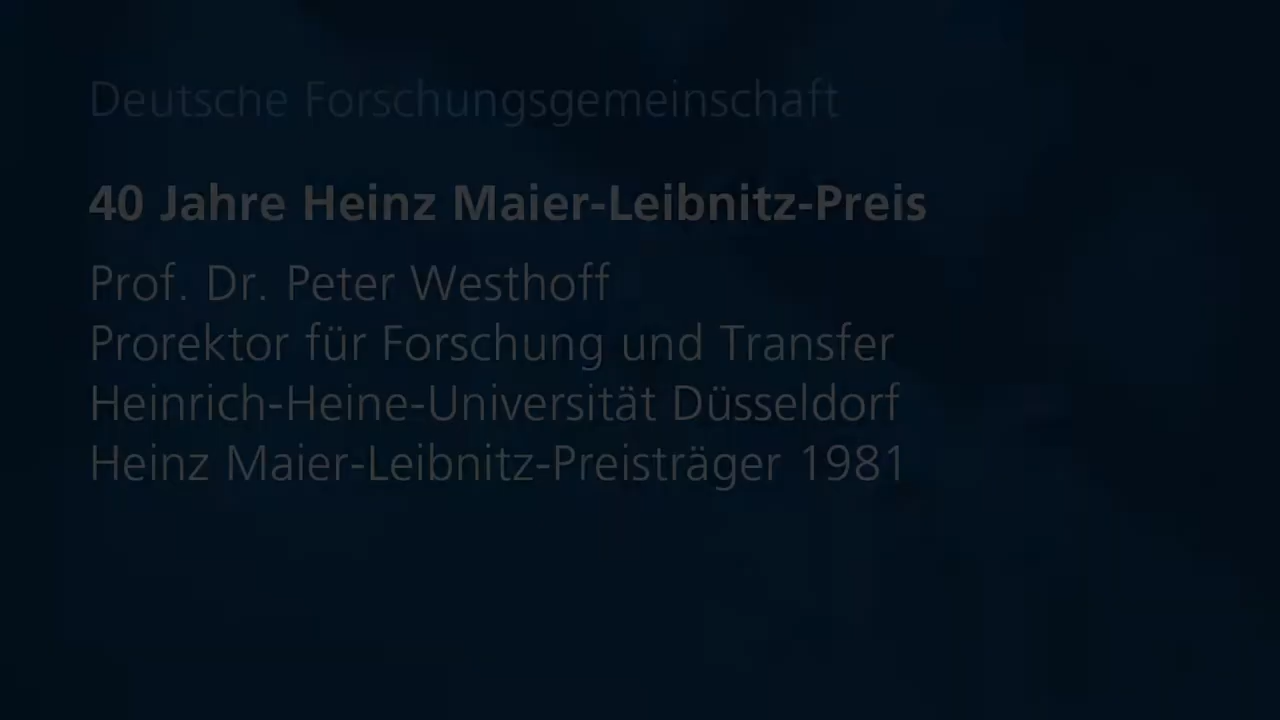 Deutsche Forschungsgemeinschaft
40 Jahre Heinz Maier-Leibnitz-Preis
Prof. Dr. Peter Westhoff
Prorektor für Forschung und Transfer
Heinrich-Heine-Universität Düsseldorf
Heinz Maier-Leibnitz-Preisträger 1981